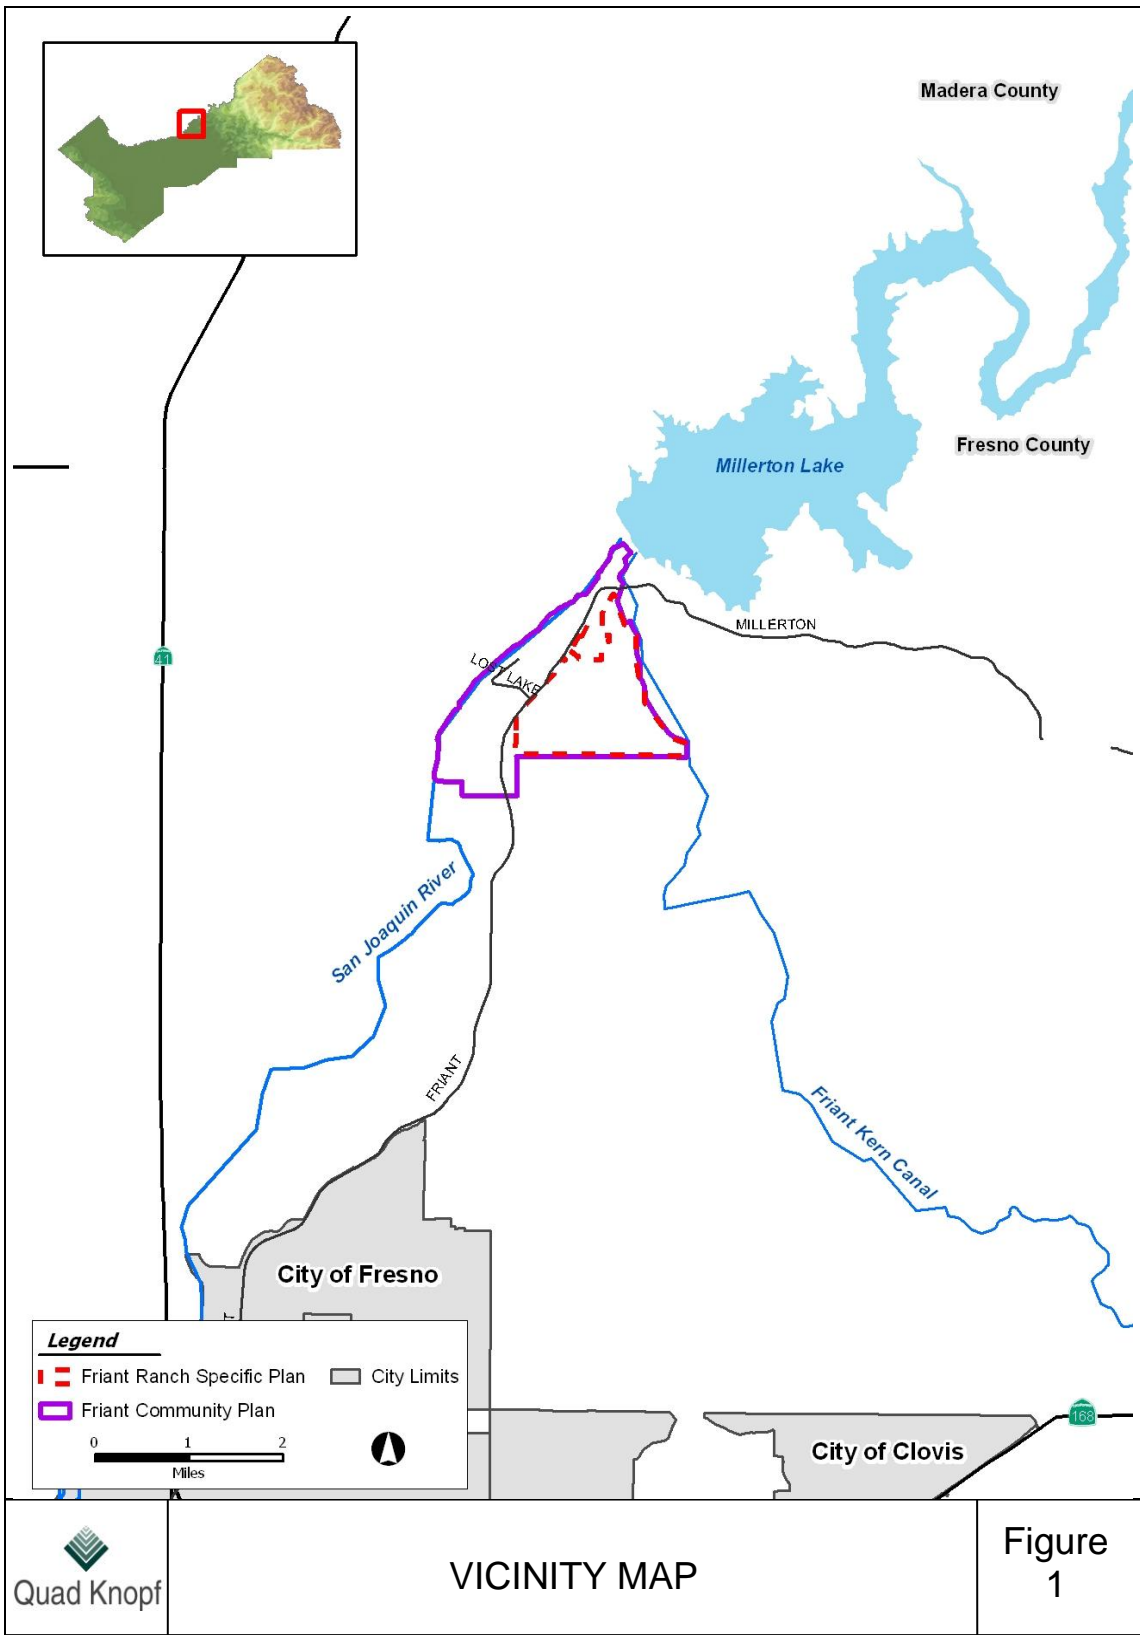 Madera County
Fresno County
Millerton Lake
MILLERTON
41
LOST LAKE
San Joaquin River
FRIANT
Friant Kern Canal
City of Fresno
T
Legend
Friant Ranch Specific Plan
City Limits
Friant Community Plan
0 1 2
Miles
168
City of Clovis
Quad Knopf
VICINITY MAP
Figure
1